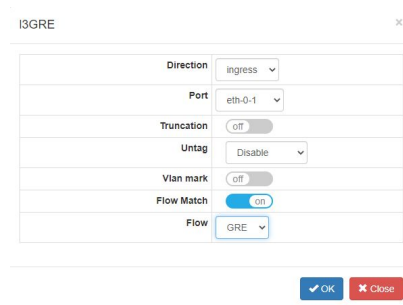 l3GRE ×
Direction ingress
Port eth-0-1
Truncation off
Untag Disable
Vlan mark off
Flow Match on
Flow GRE
OK Close